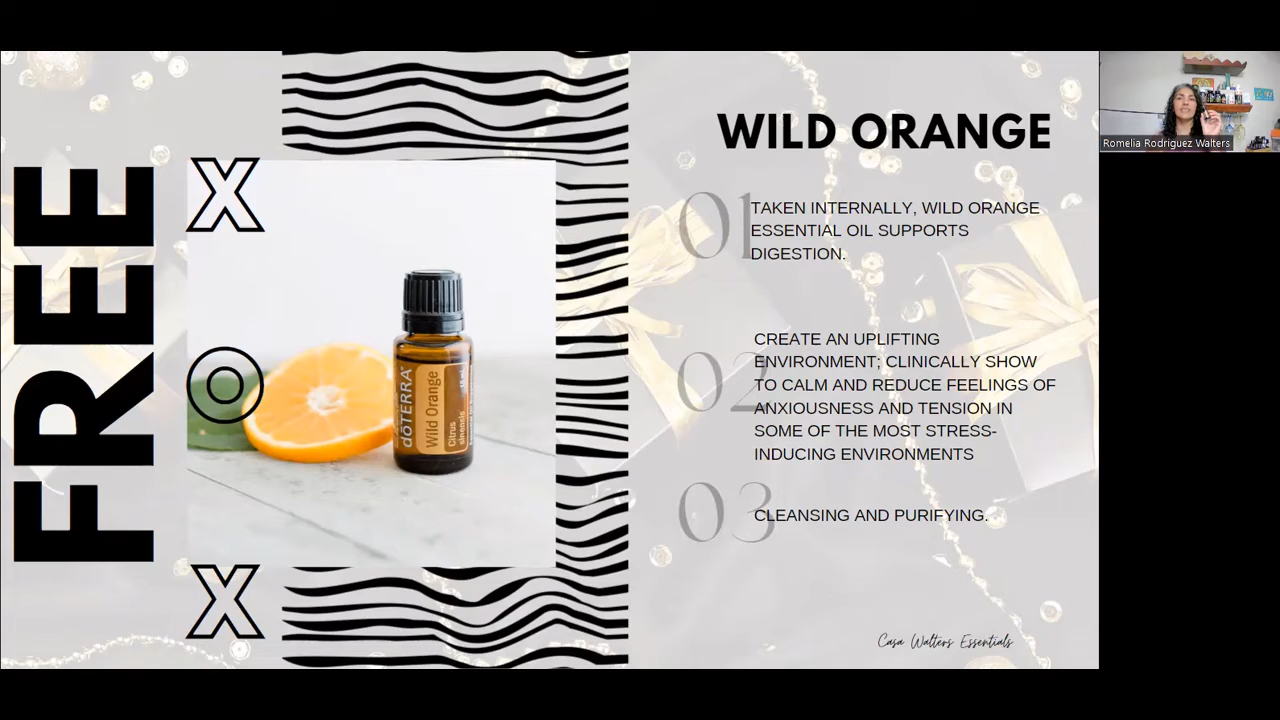 FREE
X
O
X
dōTERRA
Wild Orange
Citrus
sinensis
WILD ORANGE
01
TAKEN INTERNALLY, WILD ORANGE
ESSENTIAL OIL SUPPORTS
DIGESTION.
02
CREATE AN UPLIFTING
ENVIRONMENT; CLINICALLY SHOW
TO CALM AND REDUCE FEELINGS OF
ANXIOUSNESS AND TENSION IN
SOME OF THE MOST STRESS-
INDUCING ENVIRONMENTS
03
CLEANSING AND PURIFYING.
Casa Walters Essentials
Romelia Rodriguez Walters